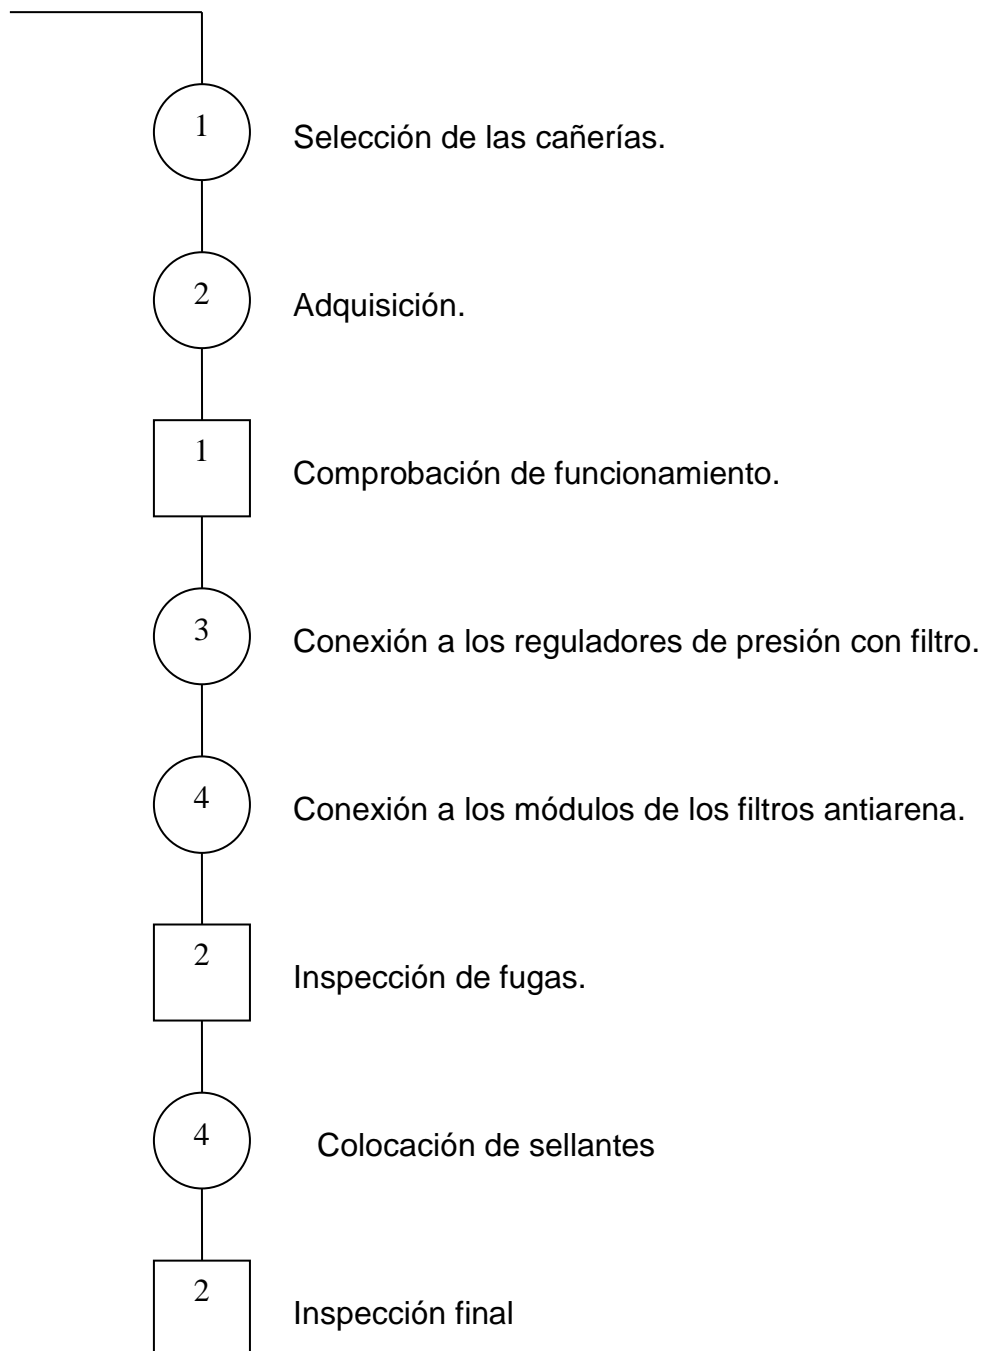 1
Selección de las cañerías.
2
Adquisición.
1
Comprobación de funcionamiento.
3
Conexión a los reguladores de presión con filtro.
4
Conexión a los módulos de los filtros antiarena.
2
Inspección de fugas.
4
Colocación de sellantes
2
Inspección final